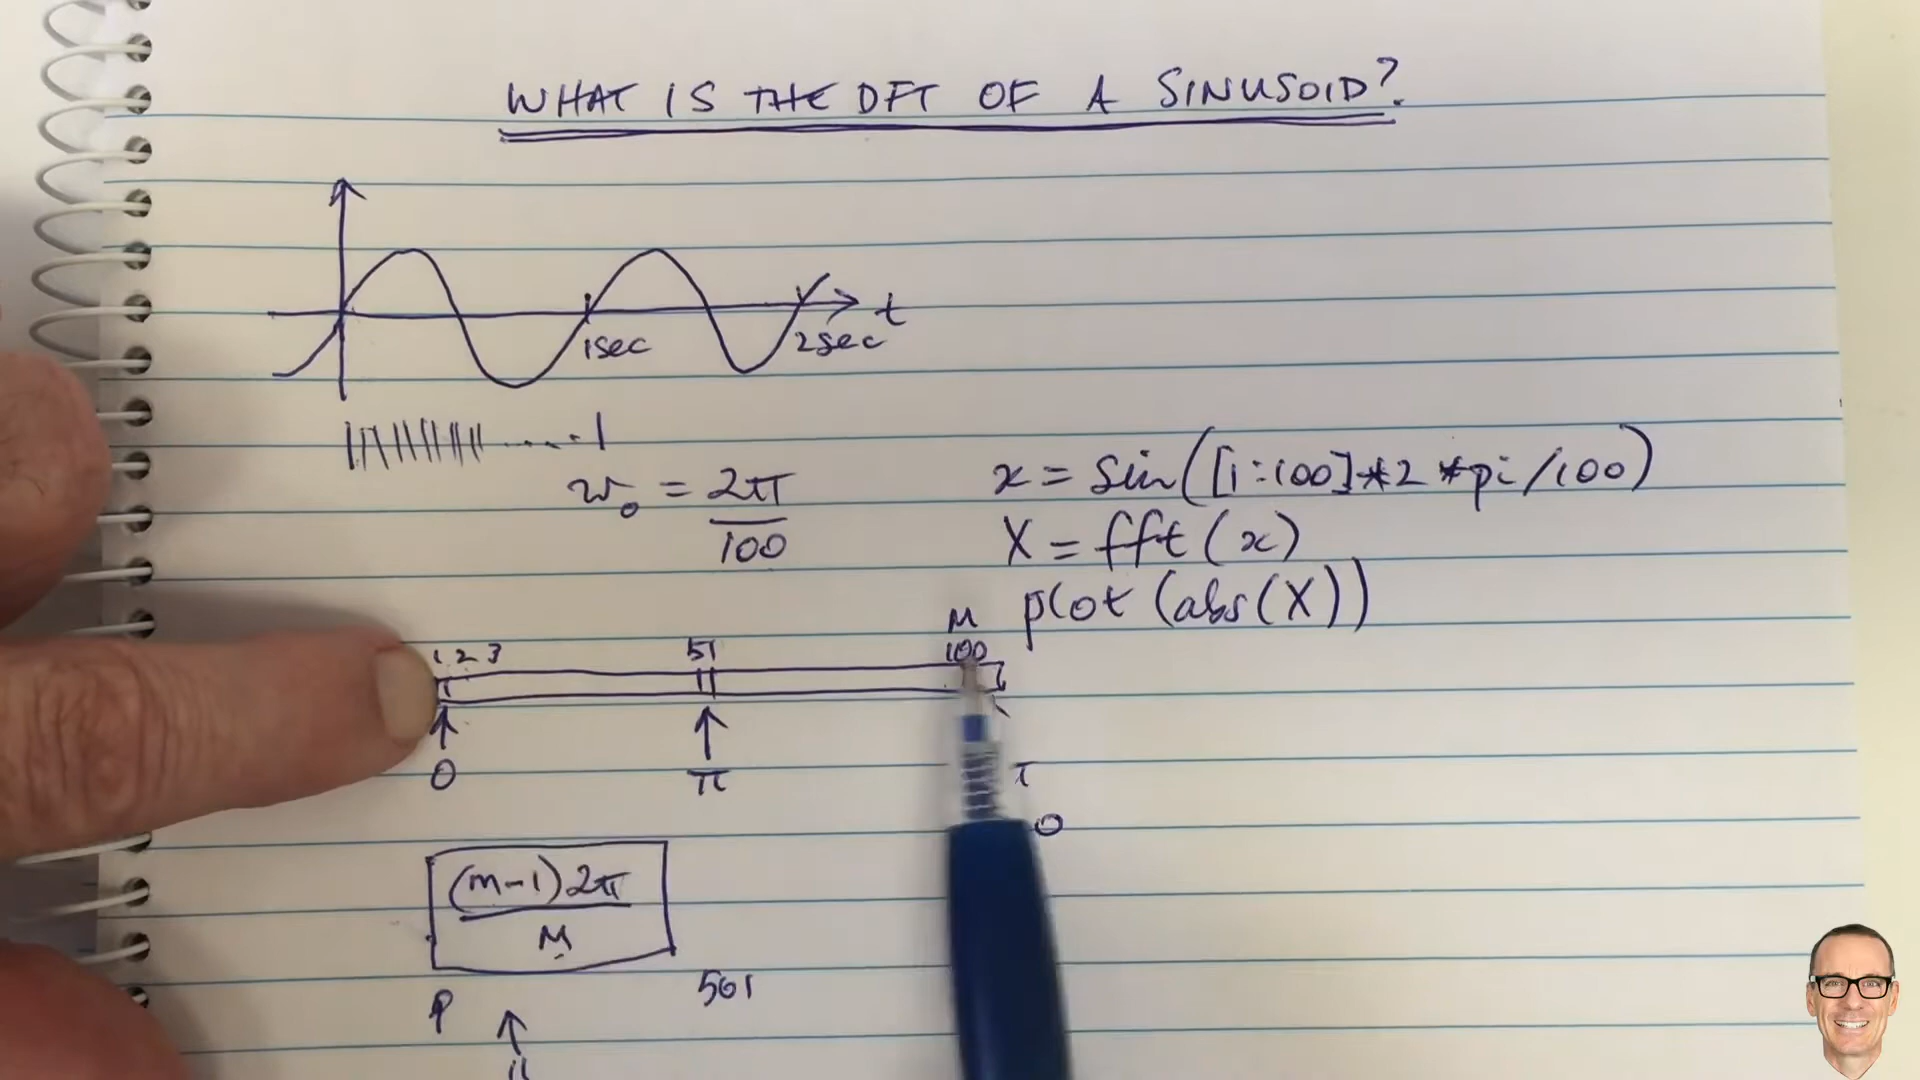 WHAT IS THE DFT OF A SINUSOID?
t
1sec 2sec
w₀ = 2π
100
x = sin([1:100]*2*pi/100)
X = fft(x)
plot(abs(X))
M
1 2 3 51 100
0 π
0
(m-1)2π
M
501